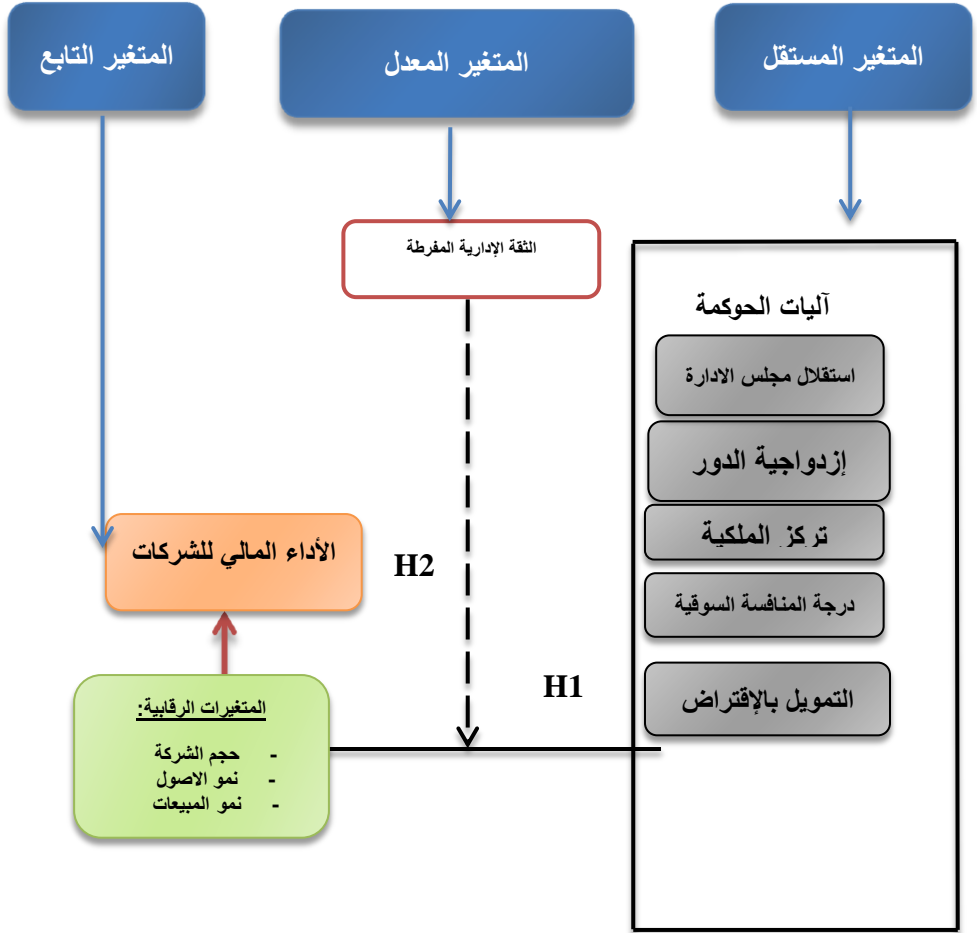 المتغير المستقل
المتغير المعدل
المتغير التابع
الثقة الإدارية المفرطة
آليات الحوكمة
استقلال مجلس الادارة
إزدواجية الدور
تركز الملكية
درجة المنافسة السوقية
التمويل بالإقتراض
H1
H2
الأداء المالي للشركات
المتغيرات الرقابية:
- حجم الشركة
- نمو الاصول
- نمو المبيعات